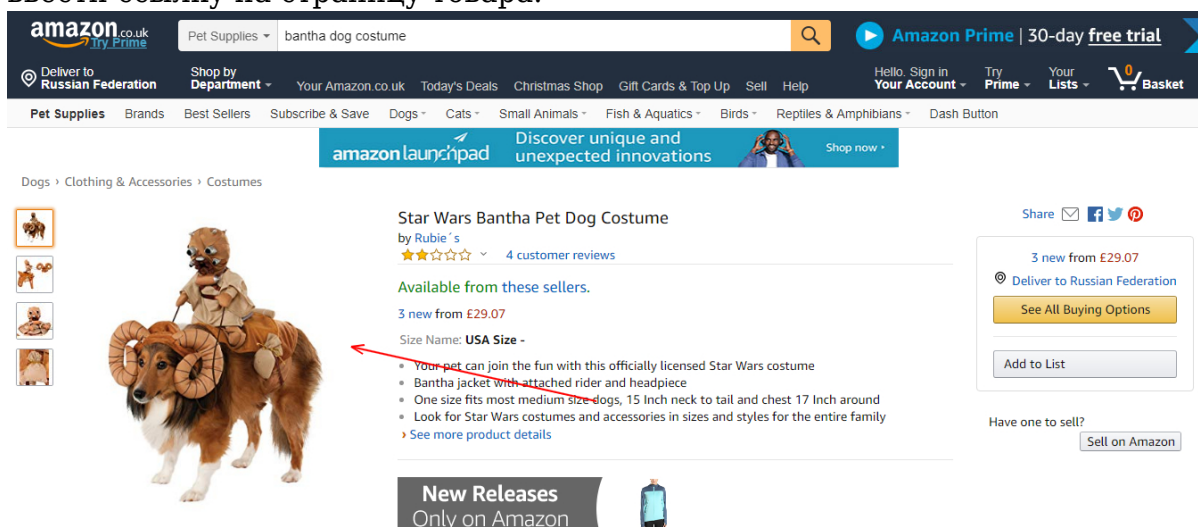 ввести ссылку на страницу товара.
amazon.co.uk
Try Prime
Pet Supplies
bantha dog costume
Amazon Prime | 30-day free trial
Deliver to
Russian Federation
Shop by
Department
Your Amazon.co.uk Today's Deals Christmas Shop Gift Cards & Top Up Sell Help
Hello. Sign in
Your Account
Try
Prime
Your
Lists
0
Basket
Pet Supplies Brands Best Sellers Subscribe & Save Dogs Cats Small Animals Fish & Aquatics Birds Reptiles & Amphibians Dash Button
amazon launchpad
Discover unique and
unexpected innovations
Shop now
Dogs › Clothing & Accessories › Costumes
Star Wars Bantha Pet Dog Costume
by Rubie´s
4 customer reviews
Available from these sellers.
3 new from £29.07
Size Name: USA Size -
Your pet can join the fun with this officially licensed Star Wars costume
Bantha jacket with attached rider and headpiece
One size fits most medium size dogs, 15 Inch neck to tail and chest 17 Inch around
Look for Star Wars costumes and accessories in sizes and styles for the entire family
› See more product details
New Releases
Only on Amazon
Share
3 new from £29.07
Deliver to Russian Federation
See All Buying Options
Add to List
Have one to sell?
Sell on Amazon